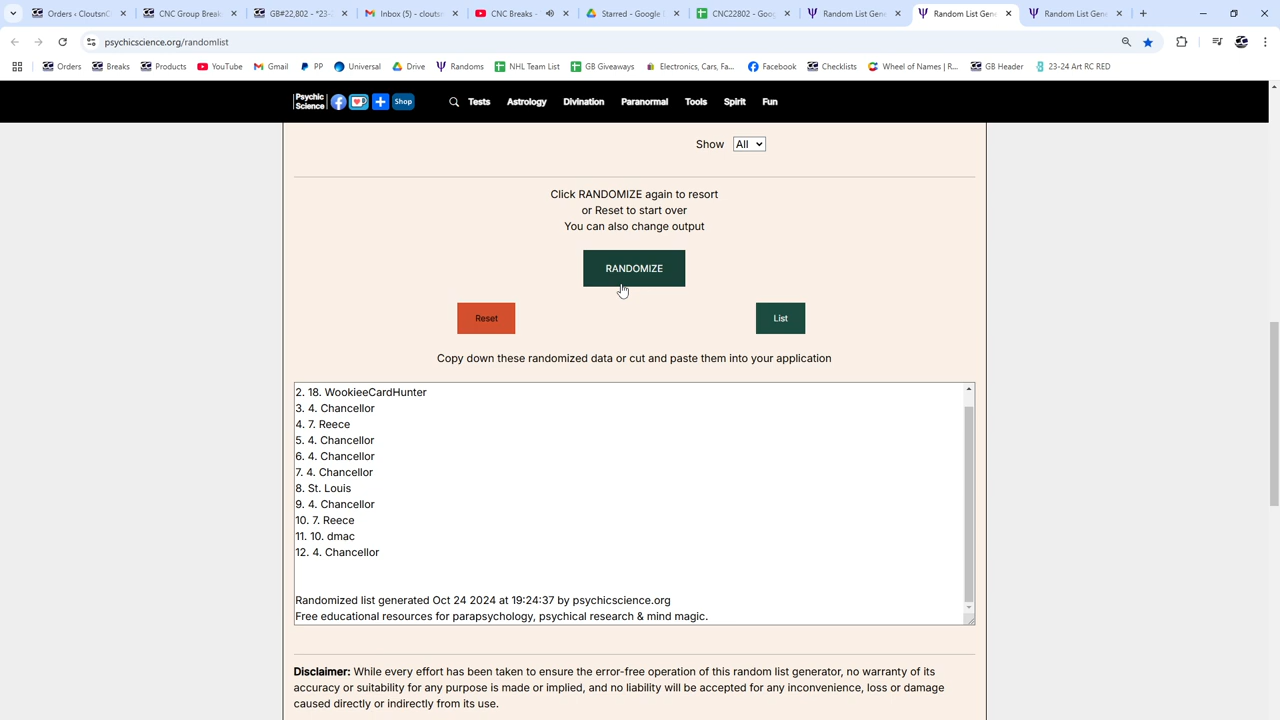 Orders ‹ CloutsnC
CNC Group Break
GB#22,802 - *23-
Inbox (5) - clouts
CNC Breaks -
Starred - Google
CNC22802 - Goo
Random List Gene
Random List Gene
Random List Gene
psychicscience.org/randomlist
Orders
Breaks
Products
YouTube
Gmail
PP
Universal
Drive
Randoms
NHL Team List
GB Giveaways
Electronics, Cars, Fa...
Facebook
Checklists
Wheel of Names | R...
GB Header
23-24 Art RC RED
Psychic Science
Shop
Tests
Astrology
Divination
Paranormal
Tools
Spirit
Fun
Show All
Click RANDOMIZE again to resort
or Reset to start over
You can also change output
RANDOMIZE
Reset
List
Copy down these randomized data or cut and paste them into your application
2. 18. WookieeCardHunter
3. 4. Chancellor
4. 7. Reece
5. 4. Chancellor
6. 4. Chancellor
7. 4. Chancellor
8. St. Louis
9. 4. Chancellor
10. 7. Reece
11. 10. dmac
12. 4. Chancellor
Randomized list generated Oct 24 2024 at 19:24:37 by psychicscience.org
Free educational resources for parapsychology, psychical research & mind magic.
Disclaimer: While every effort has been taken to ensure the error-free operation of this random list generator, no warranty of its
accuracy or suitability for any purpose is made or implied, and no liability will be accepted for any inconvenience, loss or damage
caused directly or indirectly from its use.